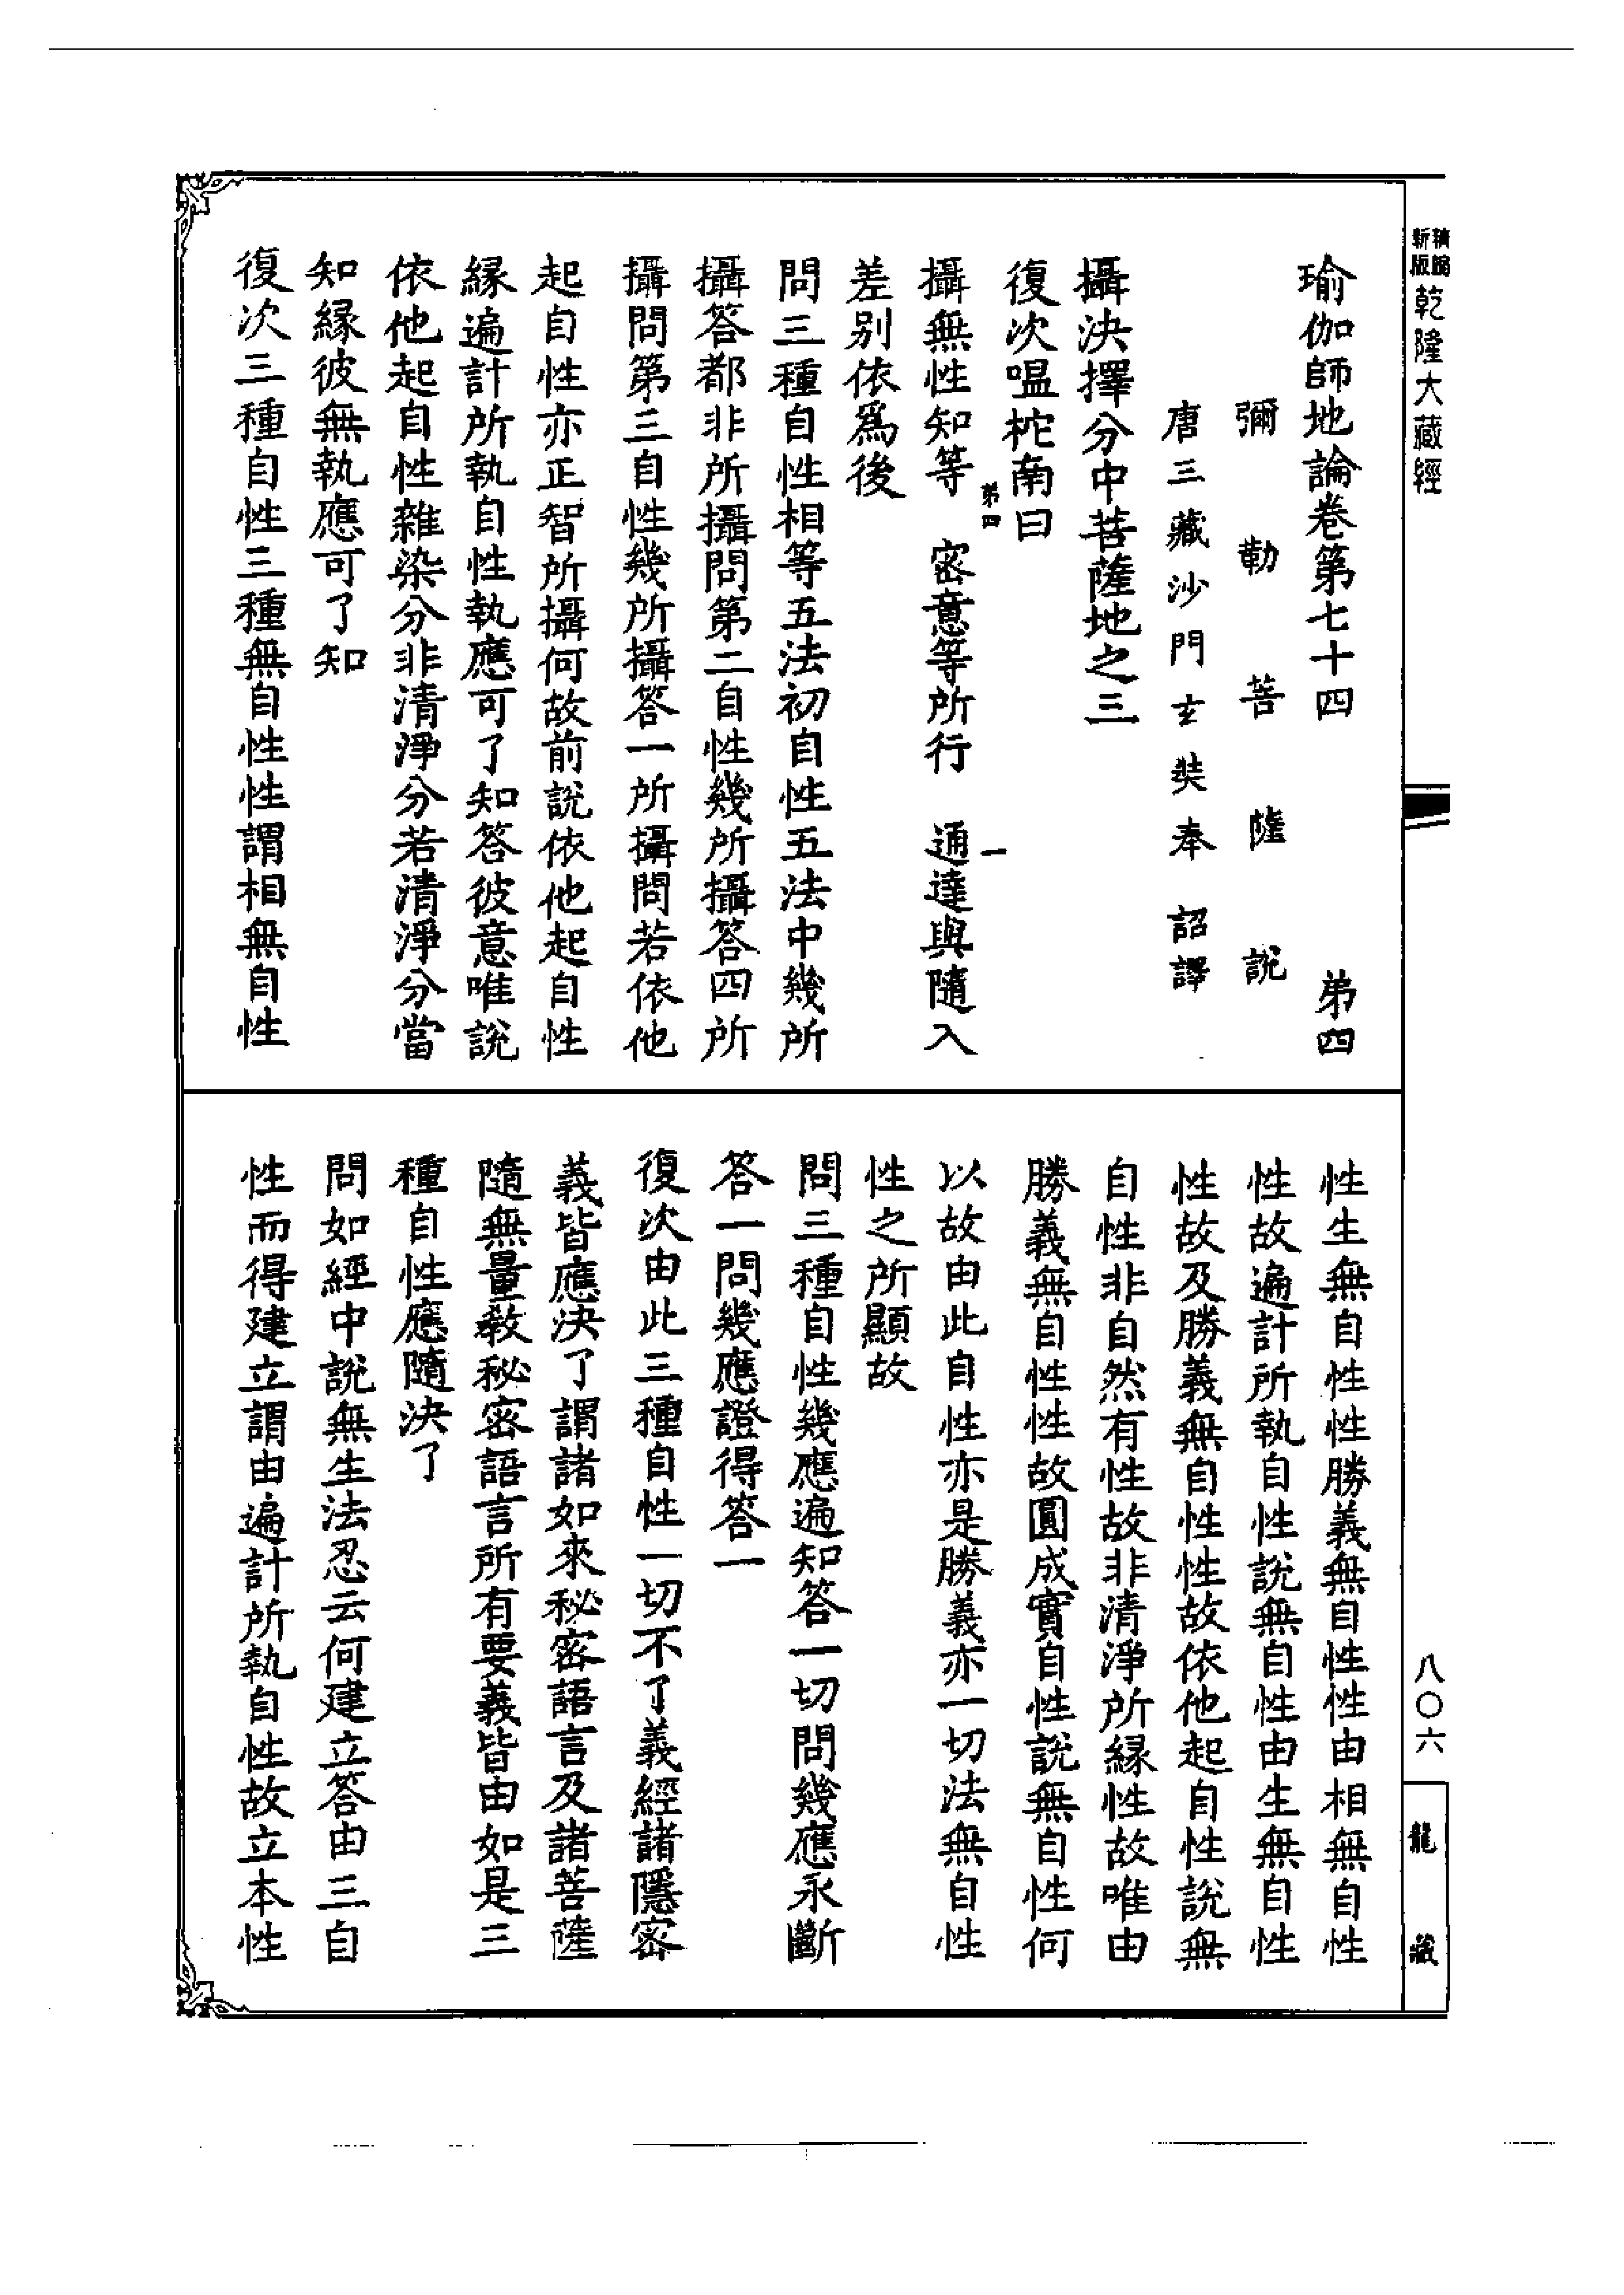 新版精縮乾隆大藏經
瑜伽師地論卷第七十四 弟四
彌勒菩薩說
唐三藏沙門玄奘奉詔譯
攝決擇分中菩薩地之三
復次嗢柁南曰
攝無性知等 密意等所行 通達與隨入
弟四 一
差别依為後
問三種自性相等五法初自性五法中幾所
攝答都非所攝問第二自性幾所攝答四所
攝問第三自性幾所攝答一所攝問若依他
起自性亦正智所攝何故前說依他起自性
緣遍計所執自性執應可了知答彼意唯說
依他起自性雜染分非清淨分若清淨分當
知緣彼無執應可了知
復次三種自性三種無自性性謂相無自性
性生無自性性勝義無自性性由相無自性
性故遍計所執自性說無自性由生無自性
性故及勝義無自性性故依他起自性說無
自性非自然有性故非清淨所緣性故唯由
勝義無自性性故圓成實自性說無自性何
以故由此自性亦是勝義亦一切法無自性
性之所顯故
問三種自性幾應遍知答一切問幾應永斷
答一問幾應證得答一
復次由此三種自性一切不了義經諸隱密
義皆應決了謂諸如來秘密語言及諸菩薩
隨無量教秘密語言所有要義皆由如是三
種自性應隨決了
問如經中說無生法忍云何建立答由三自
性而得建立謂由遍計所執自性故立本性
八〇六
龍藏